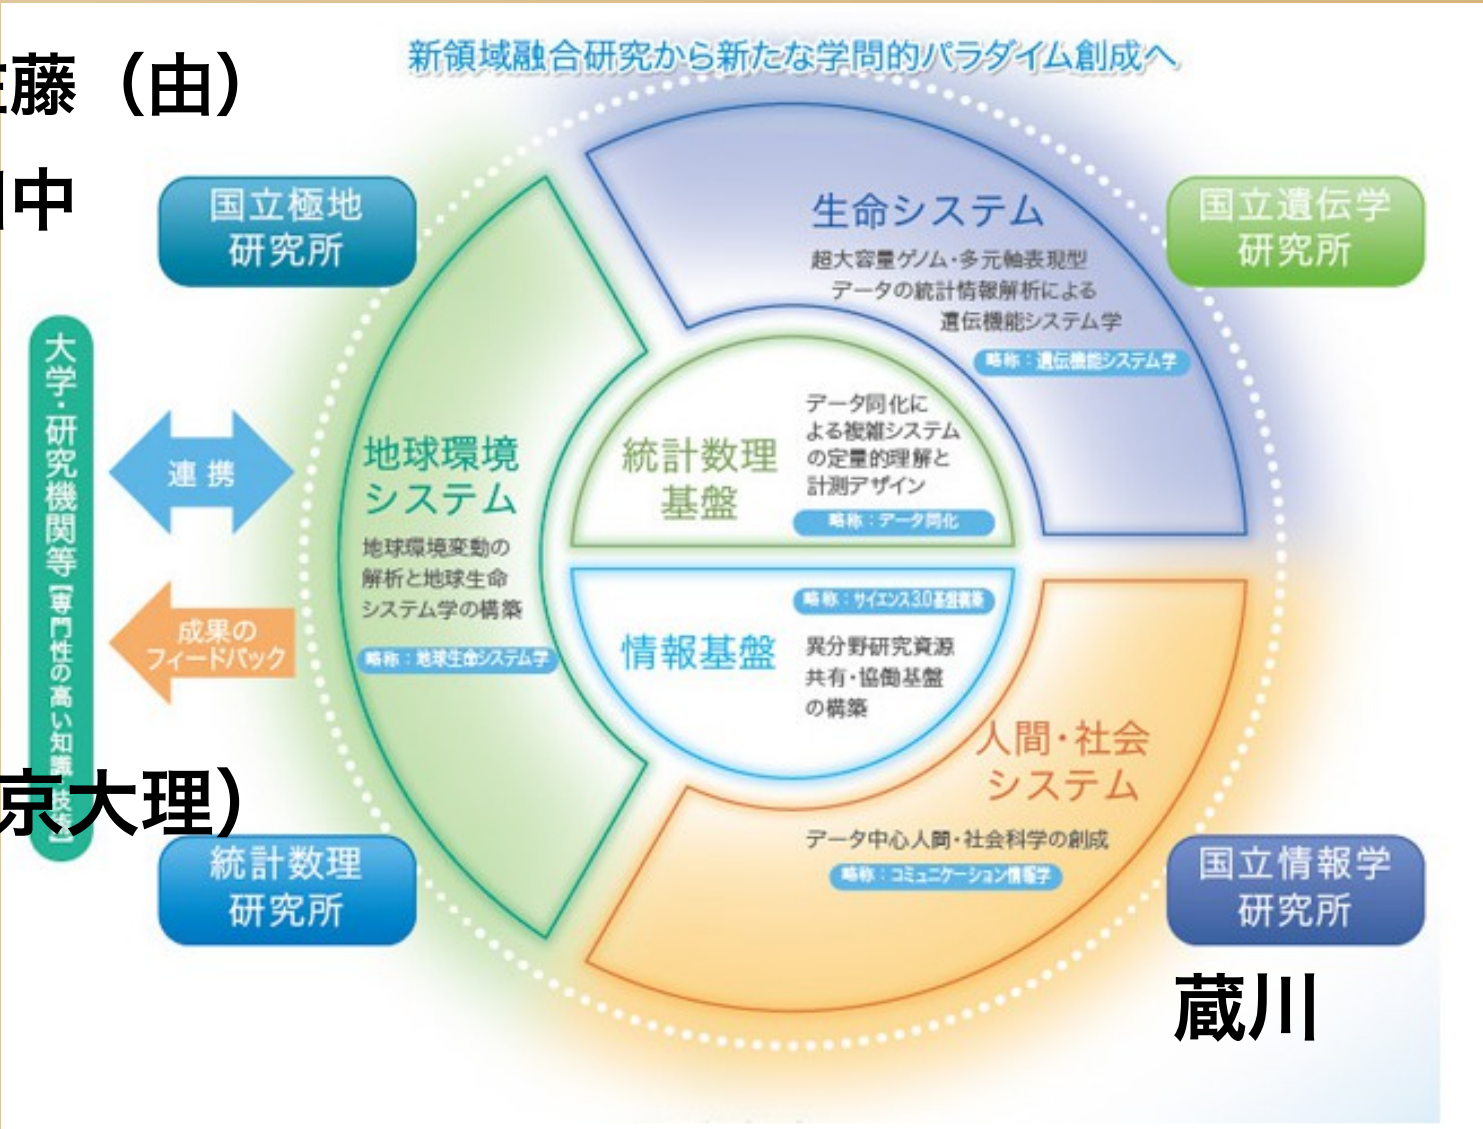 新領域融合研究から新たな学問的パラダイム創成へ
藤（由）
中
国立極地
研究所
国立遺伝学
研究所
生命システム
超大容量ゲノム・多元軸表現型
データの統計情報解析による
遺伝機能システム学
略称：遺伝機能システム学
大学・研究機関等【専門性の高い知識・技術】
連携
成果の
フィードバック
地球環境
システム
地球環境変動の
解析と地球生命
システム学の構築
略称：地球生命システム学
統計数理
基盤
データ同化に
よる複雑システム
の定量的理解と
計測デザイン
略称：データ同化
略称：サイエンス3.0基盤構築
情報基盤
異分野研究資源
共有・協働基盤
の構築
人間・社会
システム
データ中心人間・社会科学の創成
略称：コミュニケーション情報学
京大理）
統計数理
研究所
国立情報学
研究所
蔵川